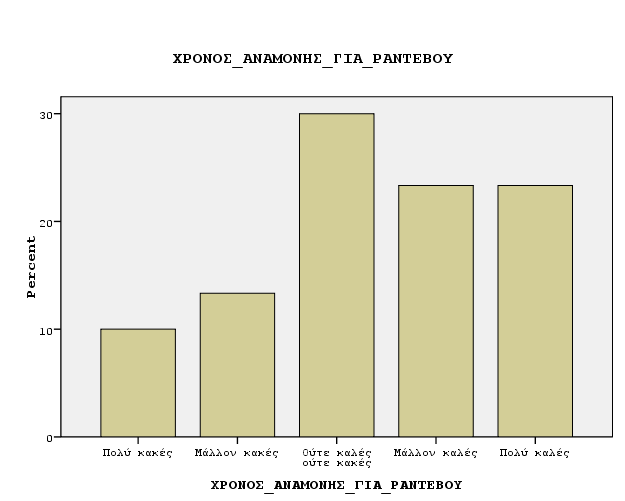 ΧΡΟΝΟΣ_ΑΝΑΜΟΝΗΣ_ΓΙΑ_ΡΑΝΤΕΒΟΥ
30
20
10
0
Percent
Πολύ κακές
Μάλλον κακές
Ούτε καλές
ούτε κακές
Μάλλον καλές
Πολύ καλές
ΧΡΟΝΟΣ_ΑΝΑΜΟΝΗΣ_ΓΙΑ_ΡΑΝΤΕΒΟΥ